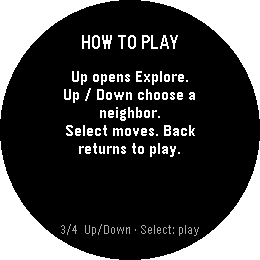 HOW TO PLAY
Up opens Explore.
Up / Down choose a
neighbor.
Select moves. Back
returns to play.
3/4 Up/Down · Select: play